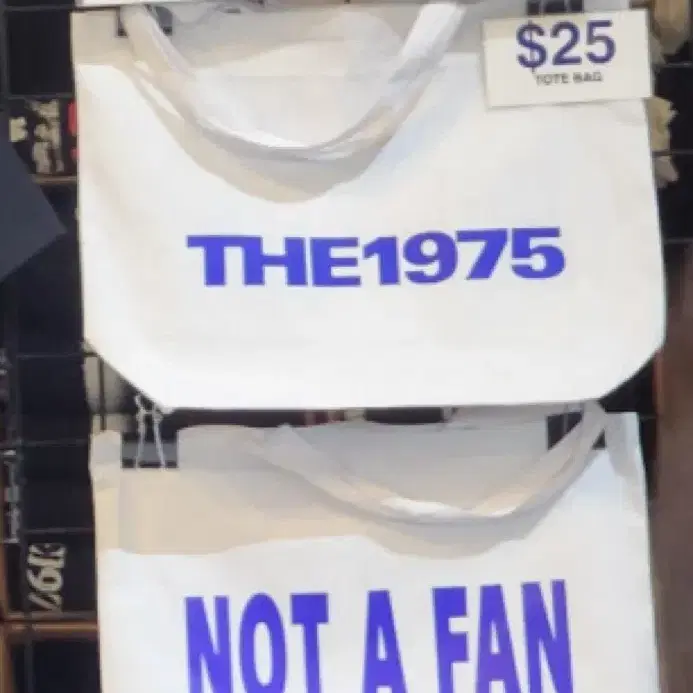 $25
TOTE BAG
THE1975
NOT A FAN